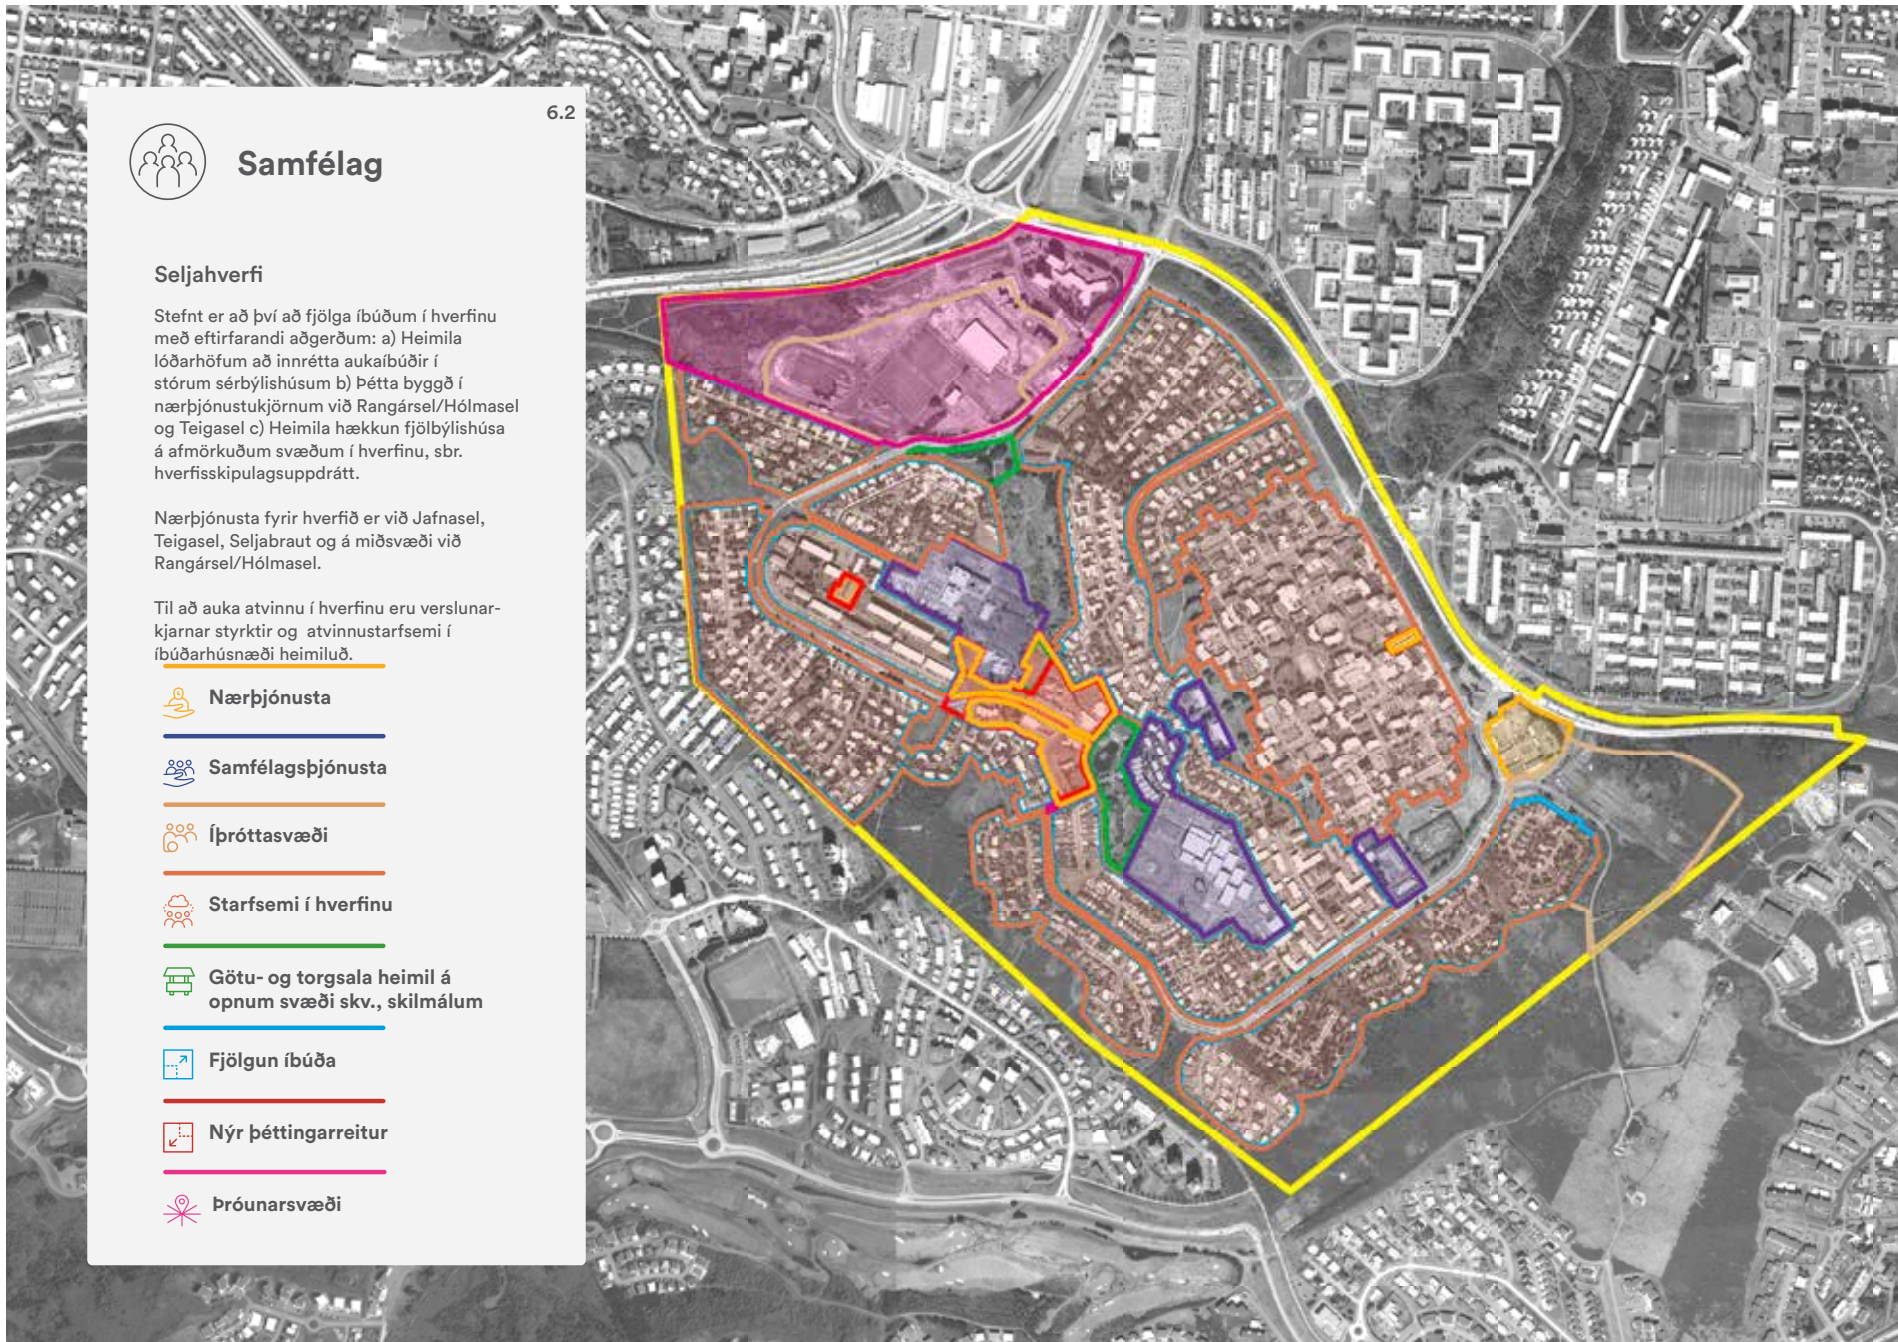 6.2
Samfélag
Seljahverfi
Stefnt er að því að fjölga íbúðum í hverfinu
með eftirfarandi aðgerðum: a) Heimila
lóðarhöfum að innrétta aukaíbúðir í
stórum sérbýlishúsum b) Þétta byggð í
nærþjónustukjörnum við Rangársel/Hólmasel
og Teigasel c) Heimila hækkun fjölbýlishúsa
á afmörkuðum svæðum í hverfinu, sbr.
hverfisskipulagsuppdrátt.
Nærþjónusta fyrir hverfið er við Jafnasel,
Teigasel, Seljabraut og á miðsvæði við
Rangársel/Hólmasel.
Til að auka atvinnu í hverfinu eru verslunar-
kjarnar styrktir og atvinnustarfsemi í
íbúðarhúsnæði heimiluð.
Nærþjónusta
Samfélagsþjónusta
Íþróttasvæði
Starfsemi í hverfinu
Götu- og torgsala heimil á
opnum svæði skv., skilmálum
Fjölgun íbúða
Nýr þéttingarreitur
Þróunarsvæði